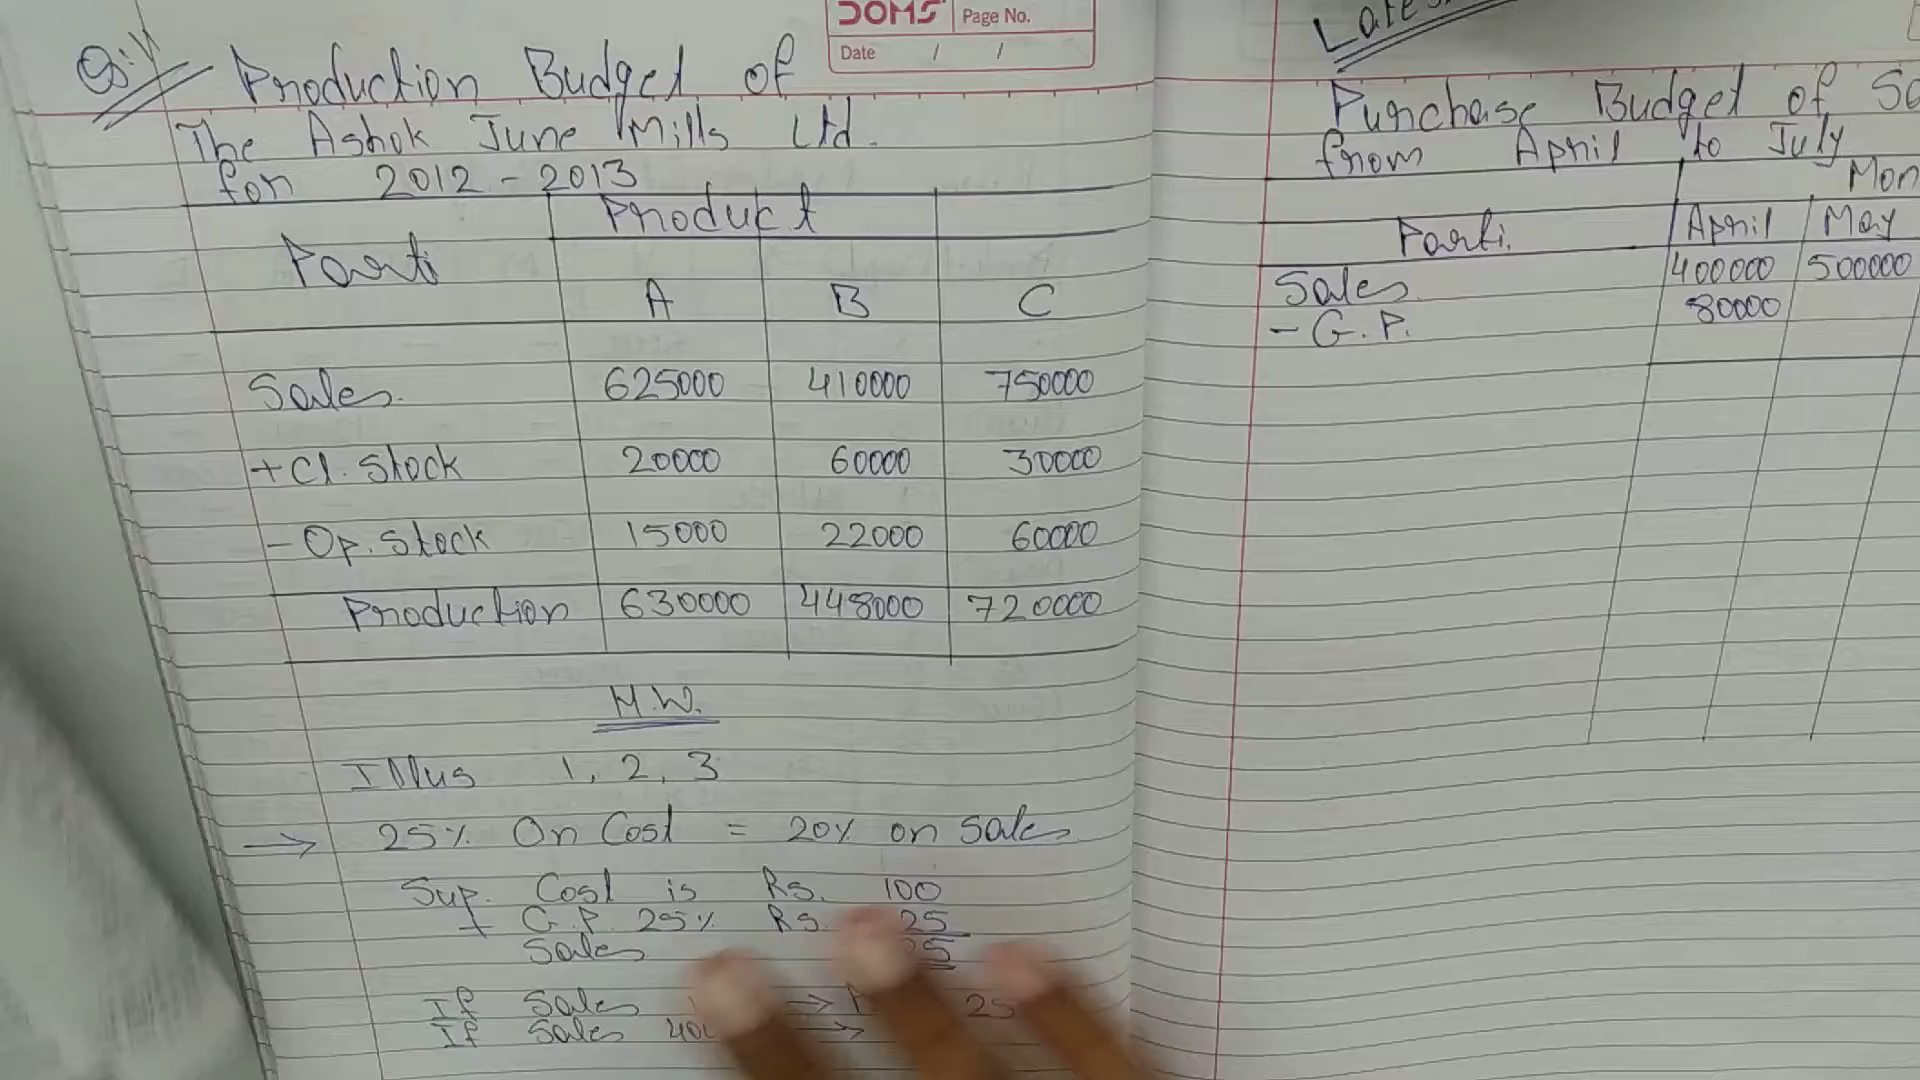 DOMS Page No.
Date / /
Production Budget of
The Ashok June Mills Ltd.
for 2012 - 2013
Parti Product
A B C
Sales. 625000 410000 750000
+ Cl. Stock 20000 60000 30000
- Op. Stock 15000 22000 60000
Production 630000 448000 720000
H.W.
Illus 1, 2, 3
→ 25% On Cost = 20% on Sales
Sup. Cost is Rs. 100
+ G.P. 25% Rs. 25
Sales
If Sales → 25
If Sales 400 →
Purchase Budget of
from April to July
Parti. April May
Sales. 400000 500000
- G.P. 80000